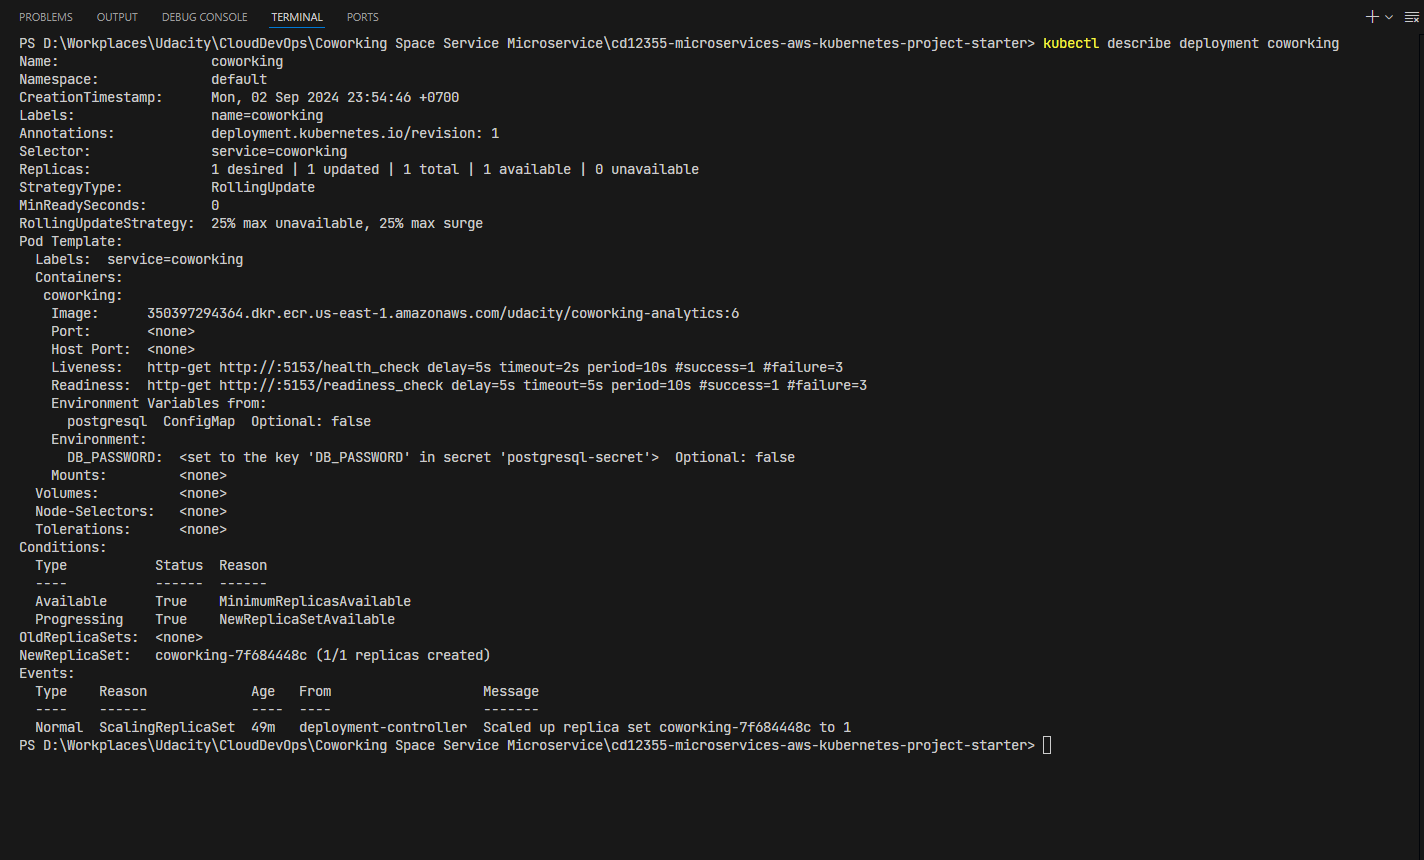 PROBLEMS OUTPUT DEBUG CONSOLE TERMINAL PORTS
PS D:\Workplaces\Udacity\CloudDevOps\Coworking Space Service Microservice\cd12355-microservices-aws-kubernetes-project-starter> kubectl describe deployment coworking
Name:                   coworking
Namespace:              default
CreationTimestamp:      Mon, 02 Sep 2024 23:54:46 +0700
Labels:                 name=coworking
Annotations:            deployment.kubernetes.io/revision: 1
Selector:               service=coworking
Replicas:               1 desired | 1 updated | 1 total | 1 available | 0 unavailable
StrategyType:           RollingUpdate
MinReadySeconds:        0
RollingUpdateStrategy:  25% max unavailable, 25% max surge
Pod Template:
  Labels:  service=coworking
  Containers:
   coworking:
    Image:      350397294364.dkr.ecr.us-east-1.amazonaws.com/udacity/coworking-analytics:6
    Port:       <none>
    Host Port:  <none>
    Liveness:   http-get http://:5153/health_check delay=5s timeout=2s period=10s #success=1 #failure=3
    Readiness:  http-get http://:5153/readiness_check delay=5s timeout=5s period=10s #success=1 #failure=3
    Environment Variables from:
      postgresql  ConfigMap  Optional: false
    Environment:
      DB_PASSWORD:  <set to the key 'DB_PASSWORD' in secret 'postgresql-secret'>  Optional: false
    Mounts:         <none>
  Volumes:          <none>
  Node-Selectors:   <none>
  Tolerations:      <none>
Conditions:
  Type           Status  Reason
  ----           ------  ------
  Available      True    MinimumReplicasAvailable
  Progressing    True    NewReplicaSetAvailable
OldReplicaSets:  <none>
NewReplicaSet:   coworking-7f684448c (1/1 replicas created)
Events:
  Type    Reason             Age   From                   Message
  ----    ------             ----  ----                   -------
  Normal  ScalingReplicaSet  49m   deployment-controller  Scaled up replica set coworking-7f684448c to 1
PS D:\Workplaces\Udacity\CloudDevOps\Coworking Space Service Microservice\cd12355-microservices-aws-kubernetes-project-starter>